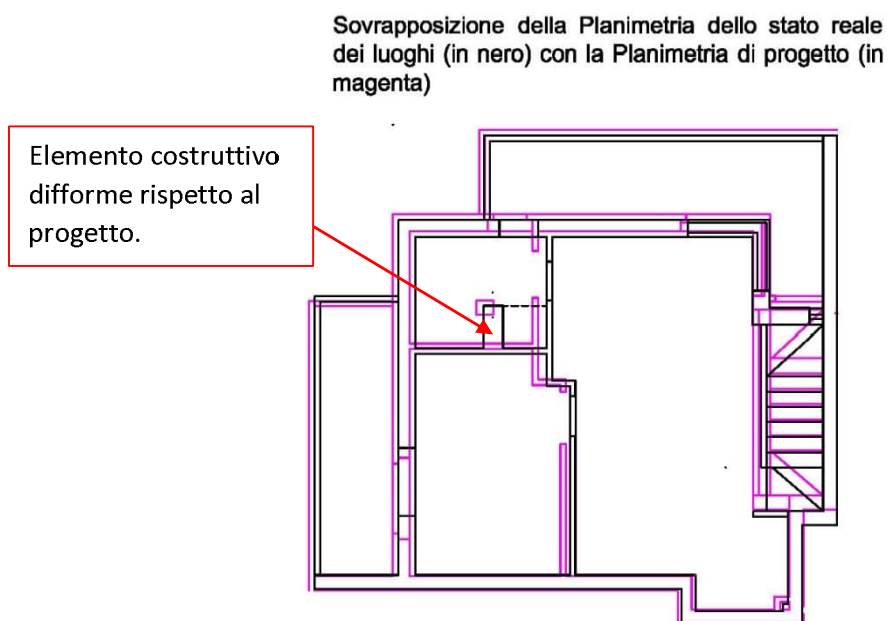 Sovrapposizione della Planimetria dello stato reale
dei luoghi (in nero) con la Planimetria di progetto (in
magenta)
Elemento costruttivo
difforme rispetto al
progetto.